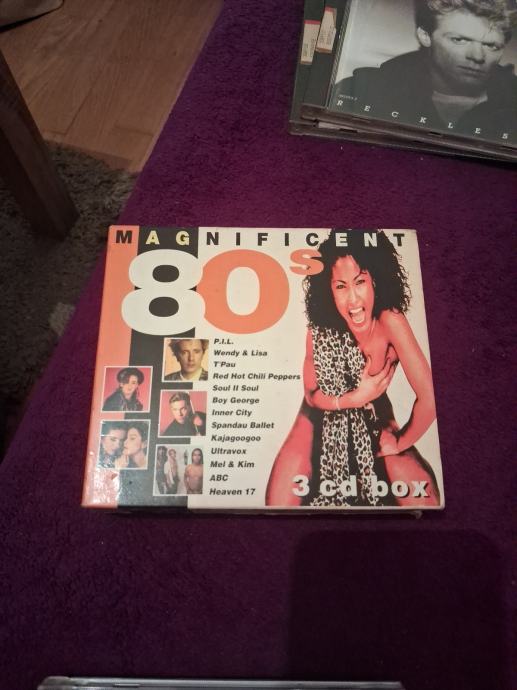 RECKLES
MAGNIFICENT
80s
P.I.L.
Wendy & Lisa
T'Pau
Red Hot Chili Peppers
Soul II Soul
Boy George
Inner City
Spandau Ballet
Kajagoogoo
Ultravox
Mel & Kim
ABC
Heaven 17
3 cd box